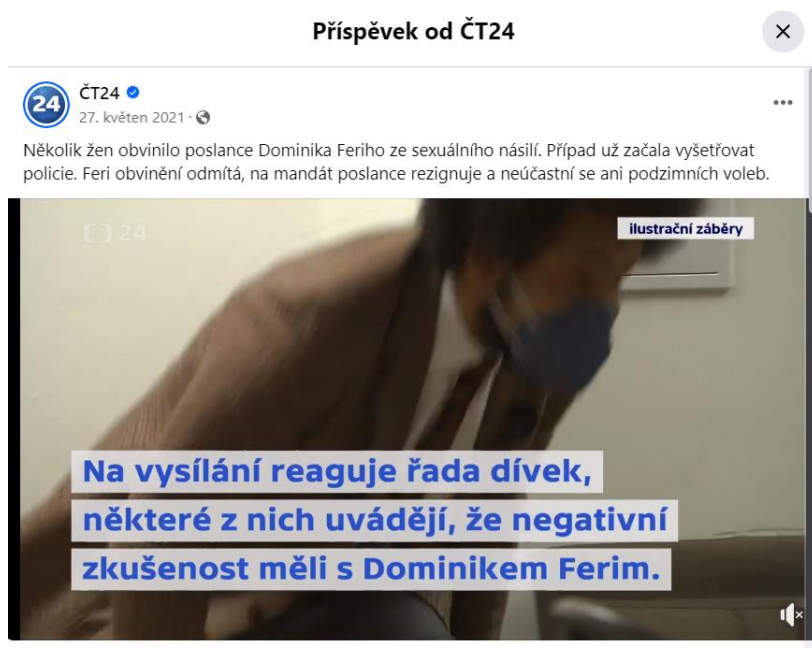 Příspěvek od ČT24
24
ČT24
27. květen 2021 ·
Několik žen obvinilo poslance Dominika Feriho ze sexuálního násilí. Případ už začala vyšetřovat
policie. Feri obvinění odmítá, na mandát poslance rezignuje a neúčastní se ani podzimních voleb.
24
ilustrační záběry
Na vysílání reaguje řada dívek,
některé z nich uvádějí, že negativní
zkušenost měli s Dominikem Ferim.